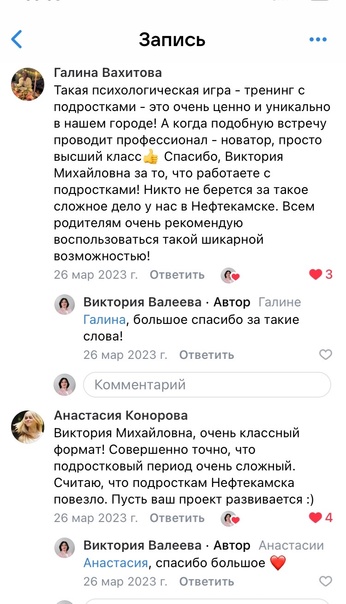 Запись
Галина Вахитова
Такая психологическая игра - тренинг с
подростками - это очень ценно и уникально
в нашем городе! А когда подобную встречу
проводит профессионал - новатор, просто
высший класс👍 Спасибо, Виктория
Михайловна за то, что работаете с
подростками! Никто не берется за такое
сложное дело у нас в Нефтекамске. Всем
родителям очень рекомендую
воспользоваться такой шикарной
возможностью!
26 мар 2023 г. Ответить 3
Виктория Валеева · Автор Галине
Галина, большое спасибо за такие
слова!
26 мар 2023 г. Ответить
Комментарий
Анастасия Конорова
Виктория Михайловна, очень классный
формат! Совершенно точно, что
подростковый период очень сложный.
Считаю, что подросткам Нефтекамска
повезло. Пусть ваш проект развивается :)
26 мар 2023 г. Ответить 4
Виктория Валеева · Автор Анастасии
Анастасия, спасибо большое ❤️
26 мар 2023 г. Ответить